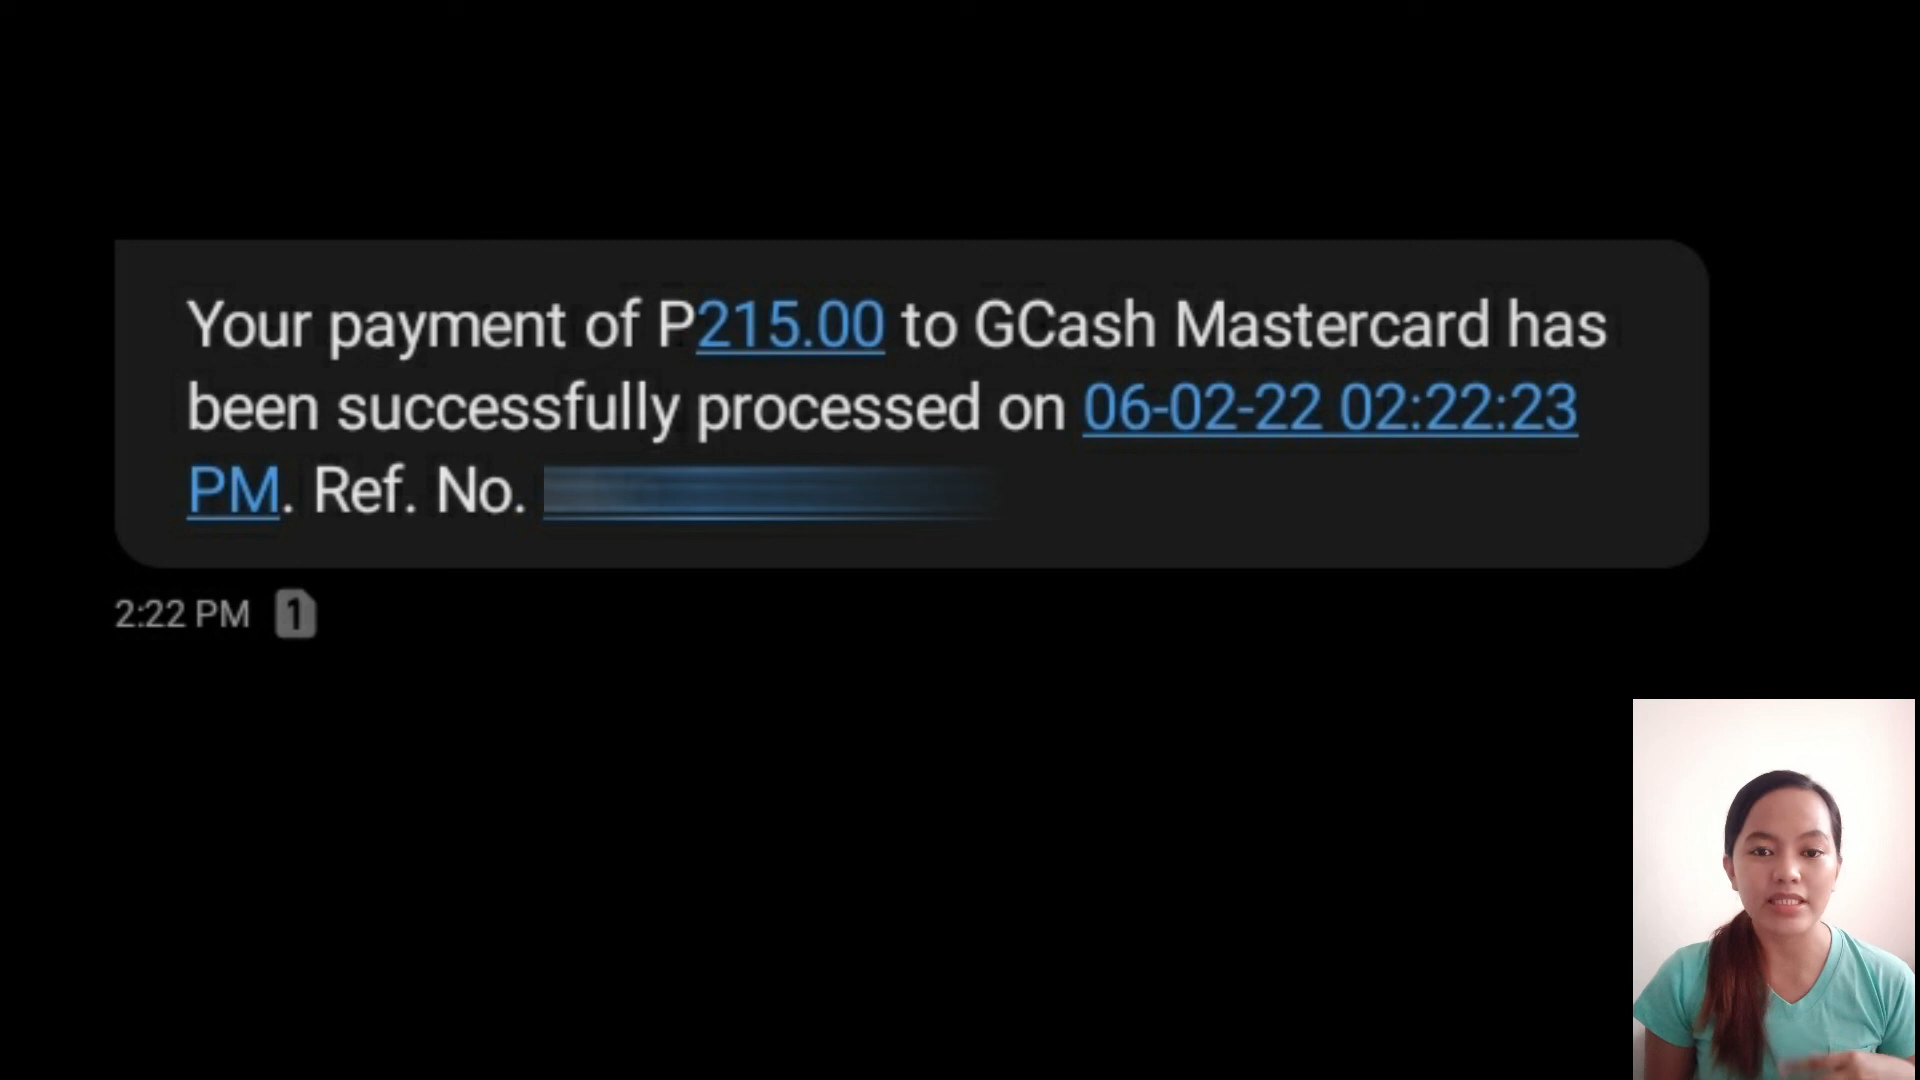 Your payment of P215.00 to GCash Mastercard has
been successfully processed on 06-02-22 02:22:23
PM. Ref. No.
2:22 PM 1